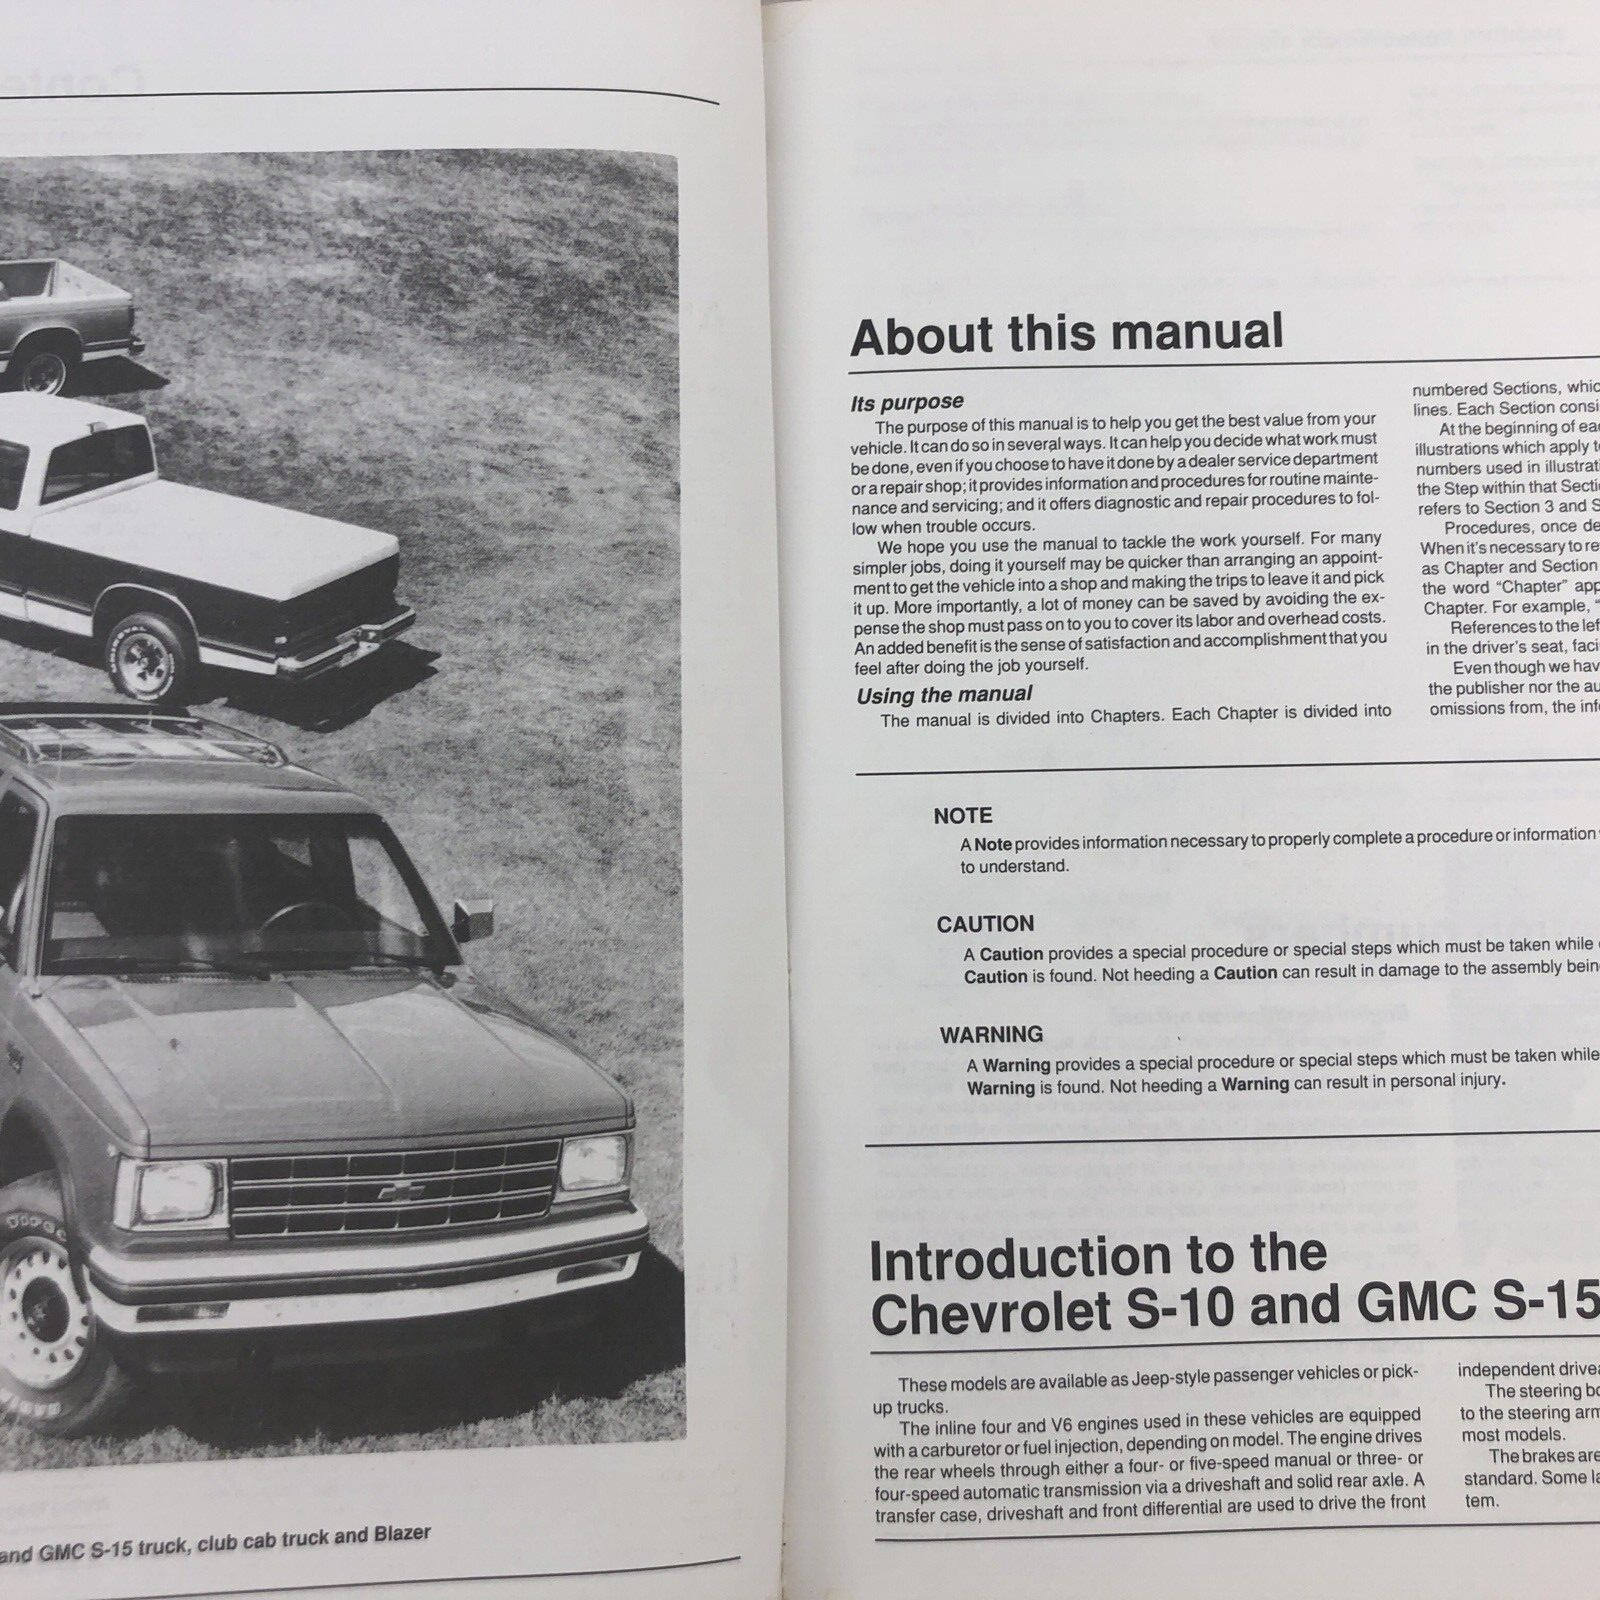 and GMC S-15 truck, club cab truck and Blazer
About this manual
Its purpose
The purpose of this manual is to help you get the best value from your
vehicle. It can do so in several ways. It can help you decide what work must
be done, even if you choose to have it done by a dealer service department
or a repair shop; it provides information and procedures for routine mainte-
nance and servicing; and it offers diagnostic and repair procedures to fol-
low when trouble occurs.
We hope you use the manual to tackle the work yourself. For many
simpler jobs, doing it yourself may be quicker than arranging an appoint-
ment to get the vehicle into a shop and making the trips to leave it and pick
it up. More importantly, a lot of money can be saved by avoiding the ex-
pense the shop must pass on to you to cover its labor and overhead costs.
An added benefit is the sense of satisfaction and accomplishment that you
feel after doing the job yourself.
Using the manual
The manual is divided into Chapters. Each Chapter is divided into
numbered Sections,
lines. Each Section
At the beginning of
illustrations which apply
numbers used in
the Step within that
refers to Section 3 and
Procedures, once
When it's necessary to
as Chapter and Section
the word "Chapter"
Chapter. For example, "
References to the
in the driver's seat,
Even though we
the publisher nor the
omissions from, the
NOTE
A Note provides information necessary to properly complete a procedure or information
to understand.
CAUTION
A Caution provides a special procedure or special steps which must be taken while
Caution is found. Not heeding a Caution can result in damage to the assembly
WARNING
A Warning provides a special procedure or special steps which must be taken while
Warning is found. Not heeding a Warning can result in personal injury.
Introduction to the
Chevrolet S-10 and GMC S-15
These models are available as Jeep-style passenger vehicles or pick-
up trucks.
The inline four and V6 engines used in these vehicles are equipped
with a carburetor or fuel injection, depending on model. The engine drives
the rear wheels through either a four- or five-speed manual or three- or
four-speed automatic transmission via a driveshaft and solid rear axle. A
transfer case, driveshaft and front differential are used to drive the front
independent
The steering
to the steering
most models.
The brakes are
standard. Some
tem.